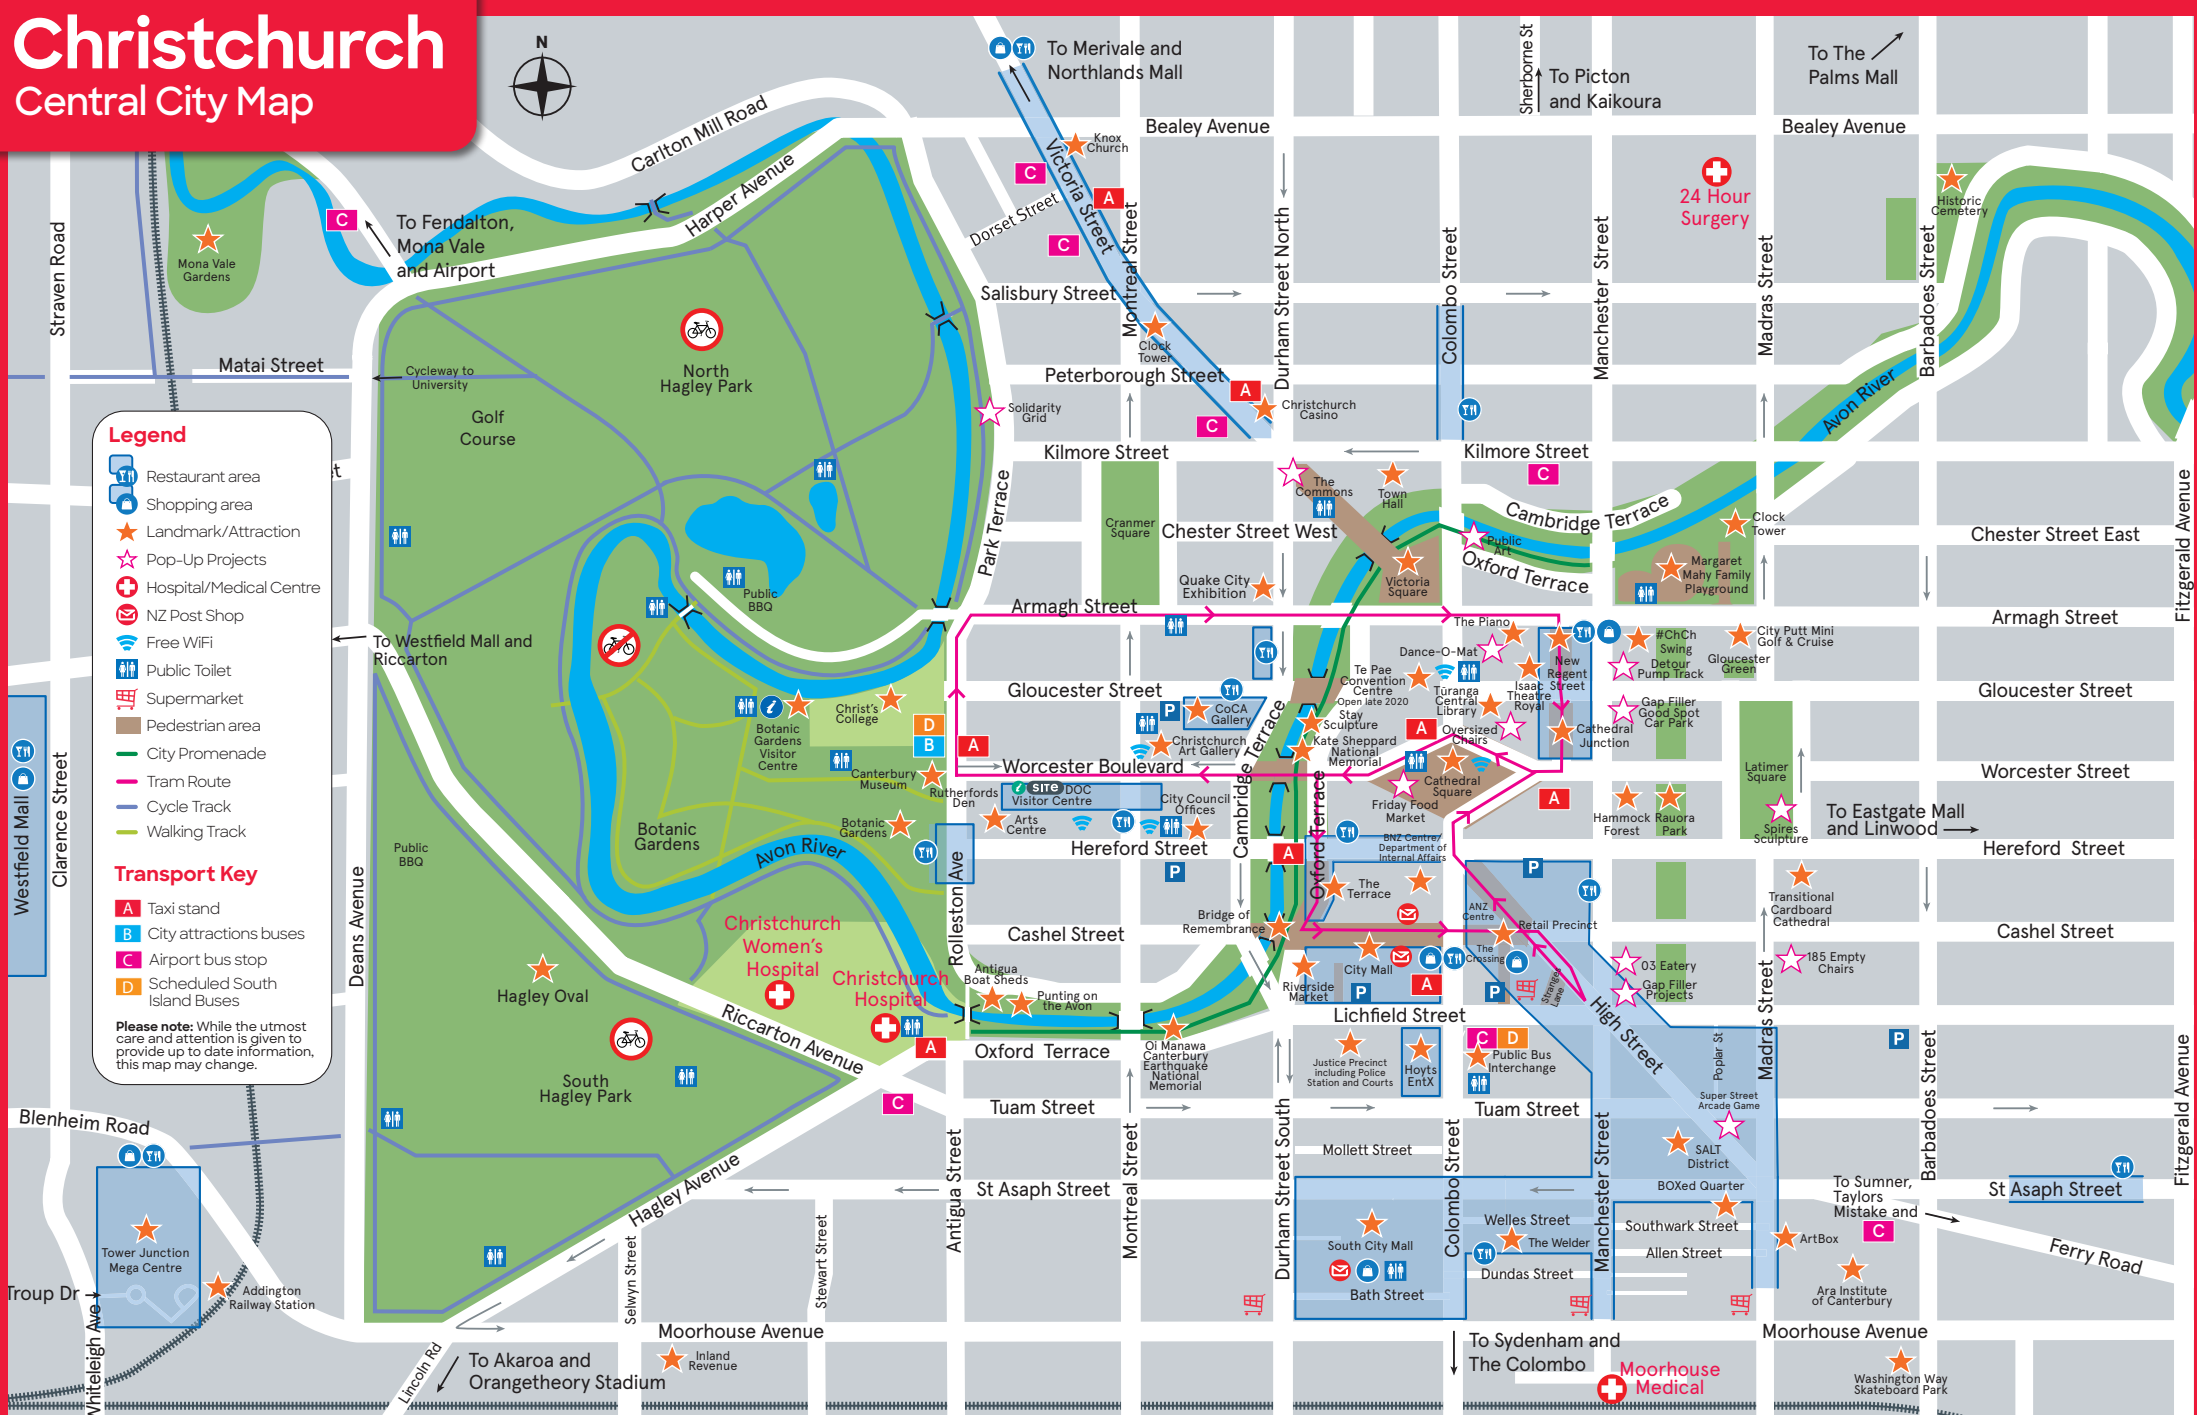 Christchurch
Central City Map
N
To Merivale and
Northlands Mall
Sherborne St
To Picton
and Kaikoura
To The
Palms Mall
Carlton Mill Road
Harper Avenue
Bealey Avenue
Bealey Avenue
Knox
Church
Victoria Street
C
A
Dorset Street
C
24 Hour
Surgery
Historic
Cemetery
C
To Fendalton,
Mona Vale
and Airport
Mona Vale
Gardens
Straven Road
Salisbury Street
Montreal Street
Durham Street North
Colombo Street
Manchester Street
Madras Street
Barbadoes Street
Clock
Tower
Matai Street
Cycleway to
University
North
Hagley Park
Golf
Course
Peterborough Street
A
Christchurch
Casino
C
Solidarity
Grid
Avon River
Kilmore Street
Kilmore Street
C
Legend
Restaurant area
Shopping area
Landmark/Attraction
Pop-Up Projects
Hospital/Medical Centre
NZ Post Shop
Free WiFi
Public Toilet
Supermarket
Pedestrian area
City Promenade
Tram Route
Cycle Track
Walking Track
Transport Key
A Taxi stand
B City attractions buses
C Airport bus stop
D Scheduled South
Island Buses
Please note: While the utmost
care and attention is given to
provide up to date information,
this map may change.
et
Park Terrace
Cranmer
Square
The
Commons
Town
Hall
Chester Street West
Cambridge Terrace
Public
Art
Oxford Terrace
Clock
Tower
Chester Street East
Fitzgerald Avenue
Victoria
Square
Margaret
Mahy Family
Playground
Quake City
Exhibition
Public
BBQ
Armagh Street
Armagh Street
To Westfield Mall and
Riccarton
The Piano
Dance-O-Mat
New
Regent
Street
#ChCh
Swing
Detour
Pump Track
City Putt Mini
Golf & Cruise
Gloucester
Green
Te Pae
Convention
Centre
Open late 2020
Tūranga
Central
Library
Isaac
Theatre
Royal
Gloucester Street
Gloucester Street
Gap Filler
Good Spot
Car Park
P
CoCA
Gallery
Stay
Sculpture
Kate Sheppard
National
Memorial
A
Oversized
Chairs
Cathedral
Junction
Botanic
Gardens
Visitor
Centre
Christ's
College
D
B
A
Christchurch
Art Gallery
Worcester Boulevard
Worcester Street
Canterbury
Museum
Rutherfords
Den
i SITE DOC
Visitor Centre
City Council
Offices
Arts
Centre
Cambridge Terrace
Oxford Terrace
Cathedral
Square
Friday Food
Market
A
Latimer
Square
Hammock
Forest
Rauora
Park
Spires
Sculpture
To Eastgate Mall
and Linwood
Westfield Mall
Clarence Street
Botanic
Gardens
Botanic
Gardens
Avon River
Public
BBQ
Hereford Street
Hereford Street
BNZ Centre/
Department of
Internal Affairs
A
P
P
The
Terrace
Transitional
Cardboard
Cathedral
Rolleston Ave
Deans Avenue
Bridge of
Remembrance
ANZ
Centre
Retail Precinct
Cashel Street
Cashel Street
Christchurch
Women's
Hospital
Christchurch
Hospital
City Mall
The
Crossing
03 Eatery
185 Empty
Chairs
Hagley Oval
Antigua
Boat Sheds
Punting on
the Avon
Riverside
Market
P
A
P
Stranges
Lane
Gap Filler
Projects
Lichfield Street
High Street
Riccarton Avenue
A
Oxford Terrace
Oi Manawa
Canterbury
Earthquake
National
Memorial
Justice Precinct
including Police
Station and Courts
Hoyts
EntX
C D
Public Bus
Interchange
Poplar St
Madras Street
P
Barbadoes Street
Fitzgerald Avenue
South
Hagley Park
C
Tuam Street
Tuam Street
Super Street
Arcade Game
Blenheim Road
Mollett Street
SALT
District
Hagley Avenue
Antigua Street
Montreal Street
Durham Street South
Colombo Street
Manchester Street
St Asaph Street
St Asaph Street
BOXed Quarter
To Sumner,
Taylors
Mistake and
C
Southwark Street
Welles Street
The Welder
Allen Street
ArtBox
Ferry Road
South City Mall
Dundas Street
Bath Street
Ara Institute
of Canterbury
Tower Junction
Mega Centre
Troup Dr
Addington
Railway Station
Whiteleigh Ave
Selwyn Street
Stewart Street
Moorhouse Avenue
Moorhouse Avenue
Lincoln Rd
To Akaroa and
Orangetheory Stadium
Inland
Revenue
To Sydenham and
The Colombo
Moorhouse
Medical
Washington Way
Skateboard Park